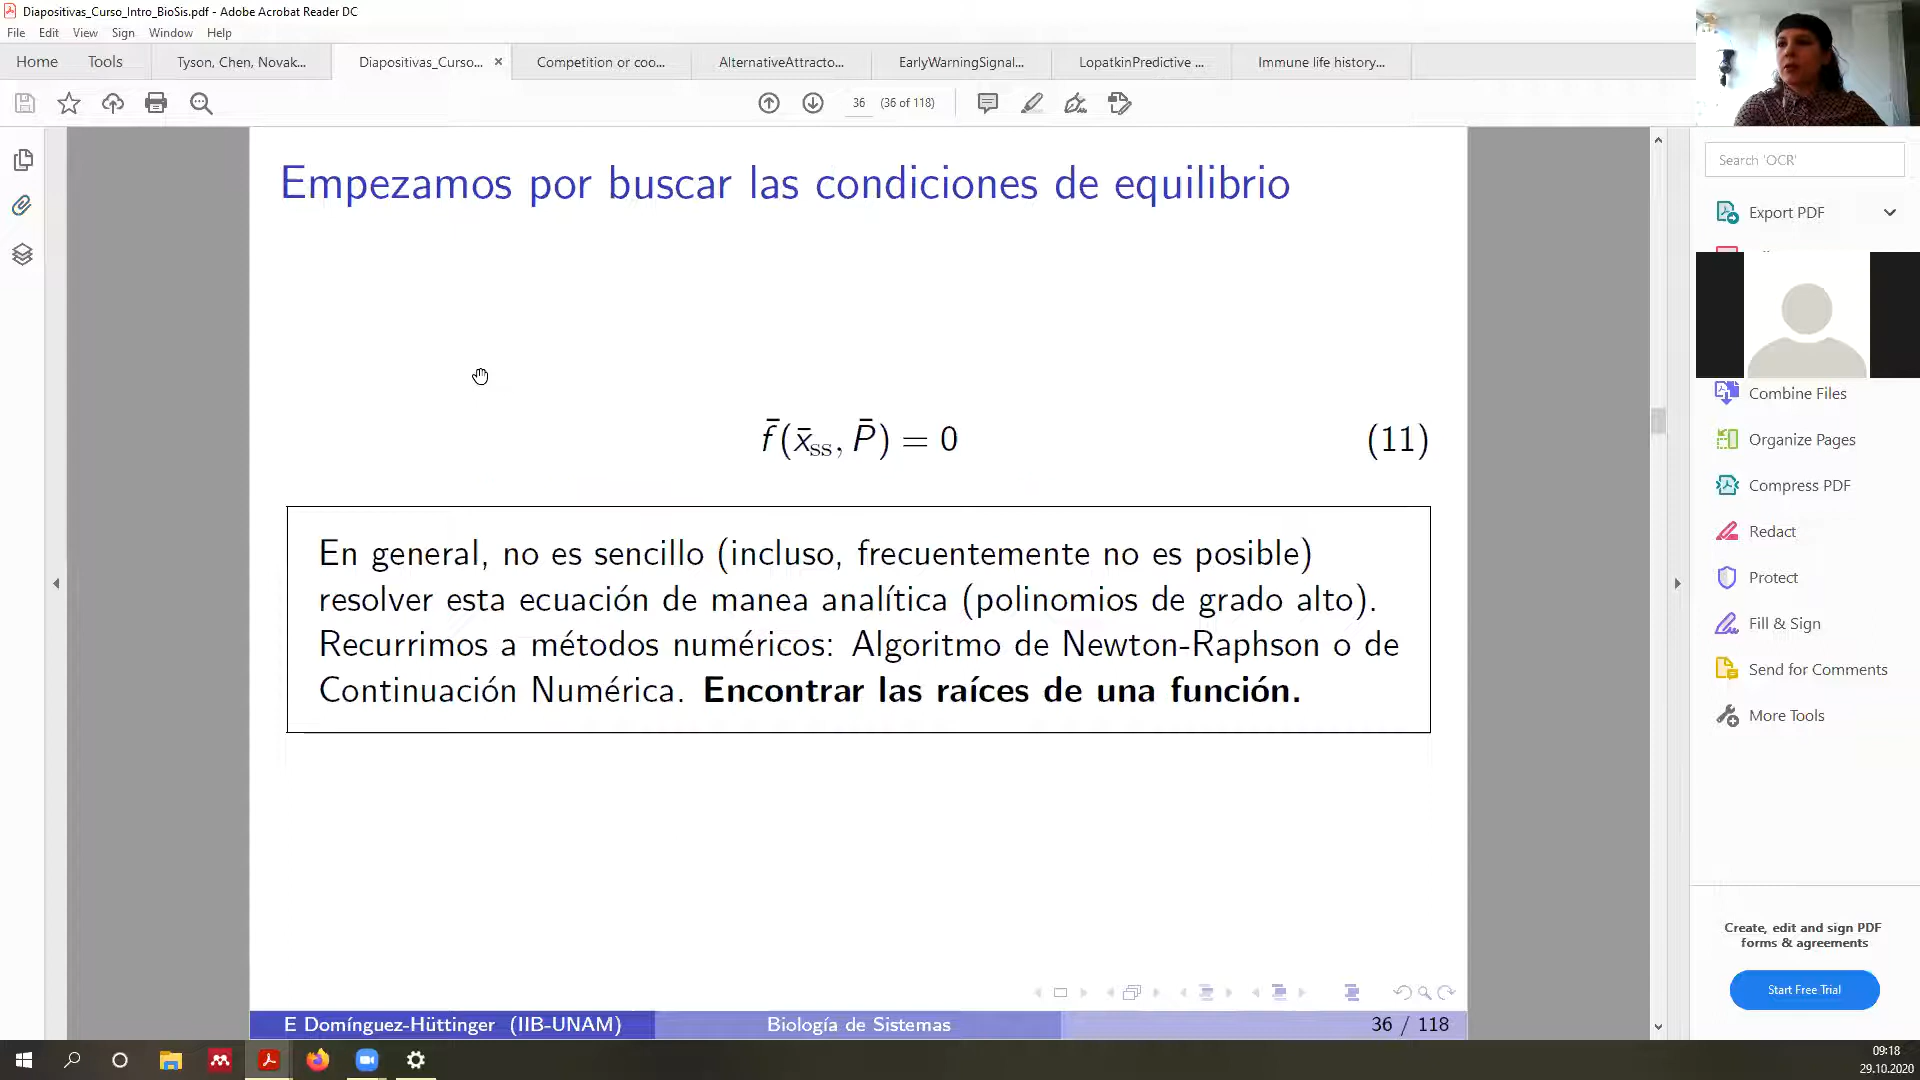 Diapositivas_Curso_Intro_BioSis.pdf - Adobe Acrobat Reader DC
File Edit View Sign Window Help
Home Tools Tyson, Chen, Novak... Diapositivas_Curso... × Competition or coo... AlternativeAttracto... EarlyWarningSignal... LopatkinPredictive ... Immune life history...
36 (36 of 118)
Search 'OCR'
Export PDF
Combine Files
Organize Pages
Compress PDF
Redact
Protect
Fill & Sign
Send for Comments
More Tools
Create, edit and sign PDF
forms & agreements
Start Free Trial
Empezamos por buscar las condiciones de equilibrio
f̄(x̄ss, P̄) = 0 (11)
En general, no es sencillo (incluso, frecuentemente no es posible)
resolver esta ecuación de manea analítica (polinomios de grado alto).
Recurrimos a métodos numéricos: Algoritmo de Newton-Raphson o de
Continuación Numérica. Encontrar las raíces de una función.
E Domínguez-Hüttinger (IIB-UNAM) Biología de Sistemas 36 / 118
09:18
29.10.2020